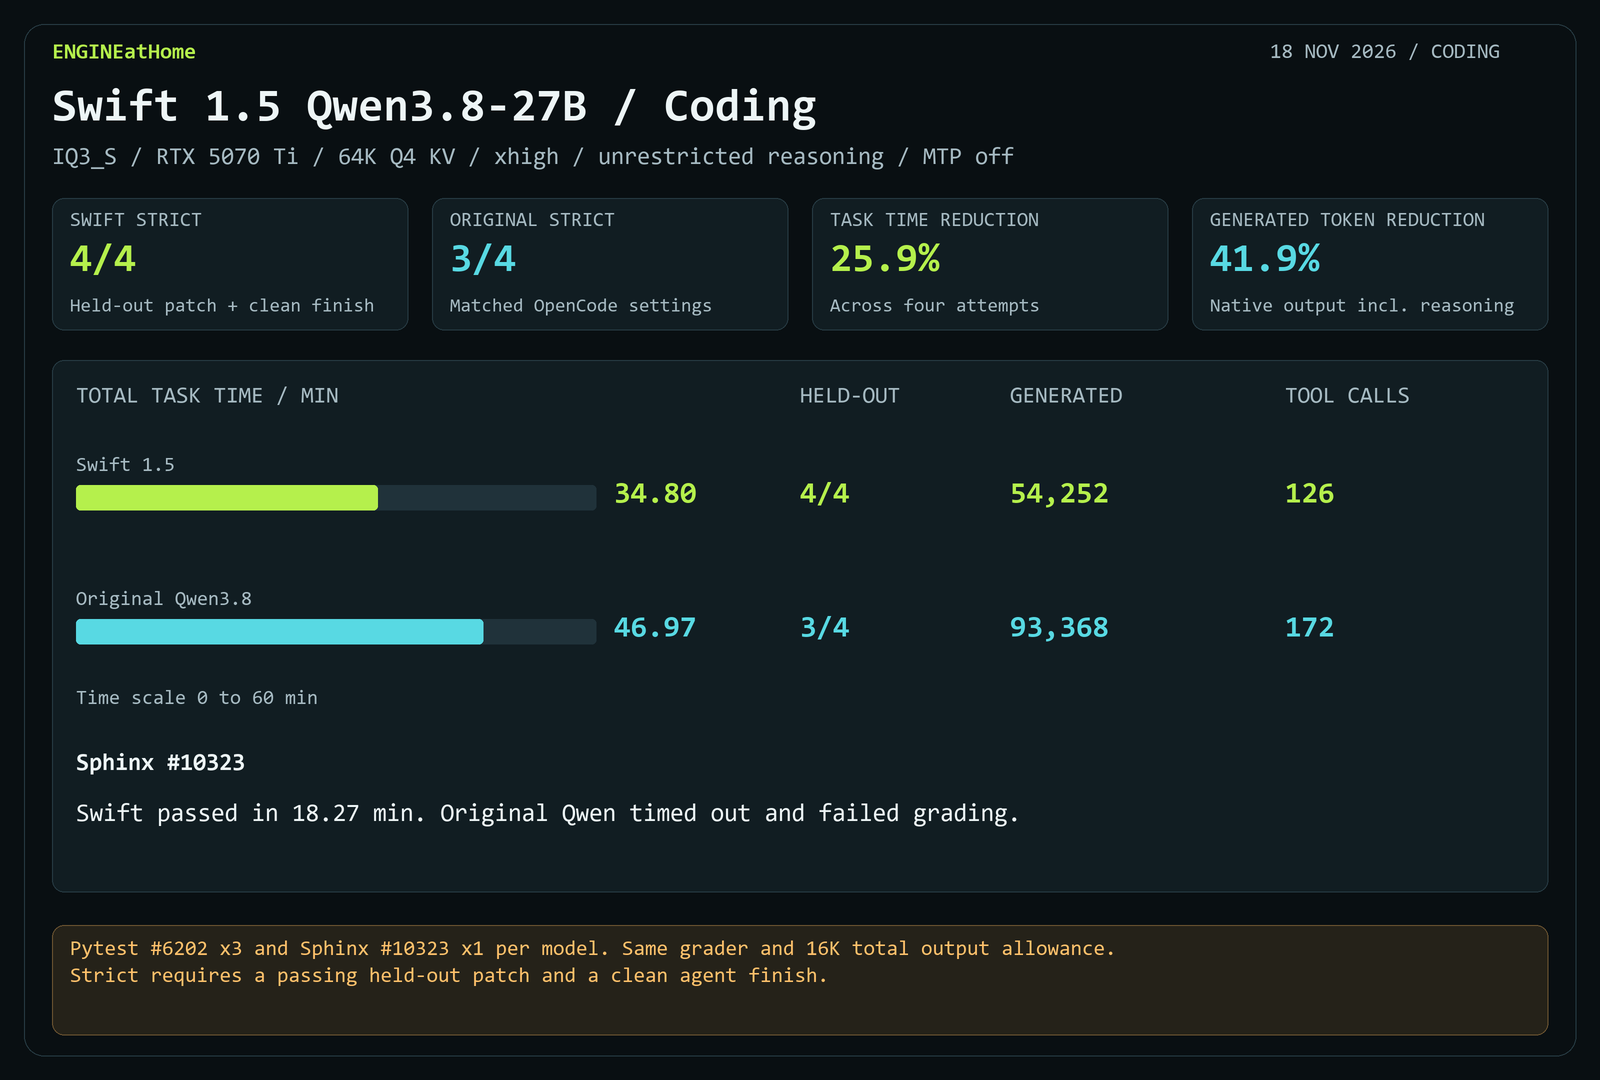 ENGINEatHome
18 NOV 2026 / CODING
Swift 1.5 Qwen3.8-27B / Coding
IQ3_S / RTX 5070 Ti / 64K Q4 KV / xhigh / unrestricted reasoning / MTP off
SWIFT STRICT
4/4
Held-out patch + clean finish
ORIGINAL STRICT
3/4
Matched OpenCode settings
TASK TIME REDUCTION
25.9%
Across four attempts
GENERATED TOKEN REDUCTION
41.9%
Native output incl. reasoning
TOTAL TASK TIME / MIN
HELD-OUT
GENERATED
TOOL CALLS
Swift 1.5
34.80
4/4
54,252
126
Original Qwen3.8
46.97
3/4
93,368
172
Time scale 0 to 60 min
Sphinx #10323
Swift passed in 18.27 min. Original Qwen timed out and failed grading.
Pytest #6202 x3 and Sphinx #10323 x1 per model. Same grader and 16K total output allowance.
Strict requires a passing held-out patch and a clean agent finish.